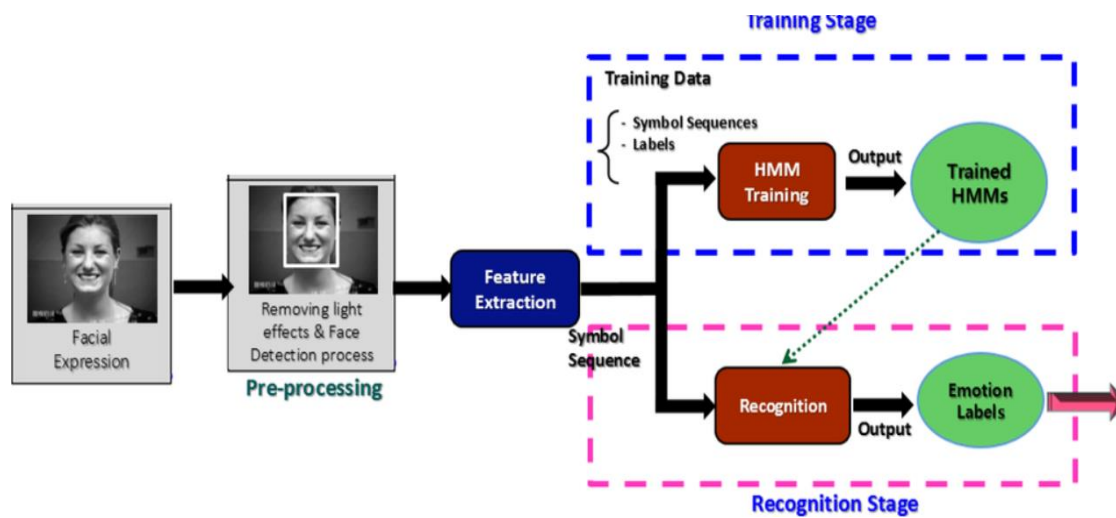 Training Stage
Training Data
- Symbol Sequences
- Labels
HMM
Training
Output
Trained
HMMs
Feature
Extraction
Facial
Expression
Removing light
effects & Face
Detection process
Pre-processing
Symbol
Sequence
Recognition
Output
Emotion
Labels
Recognition Stage